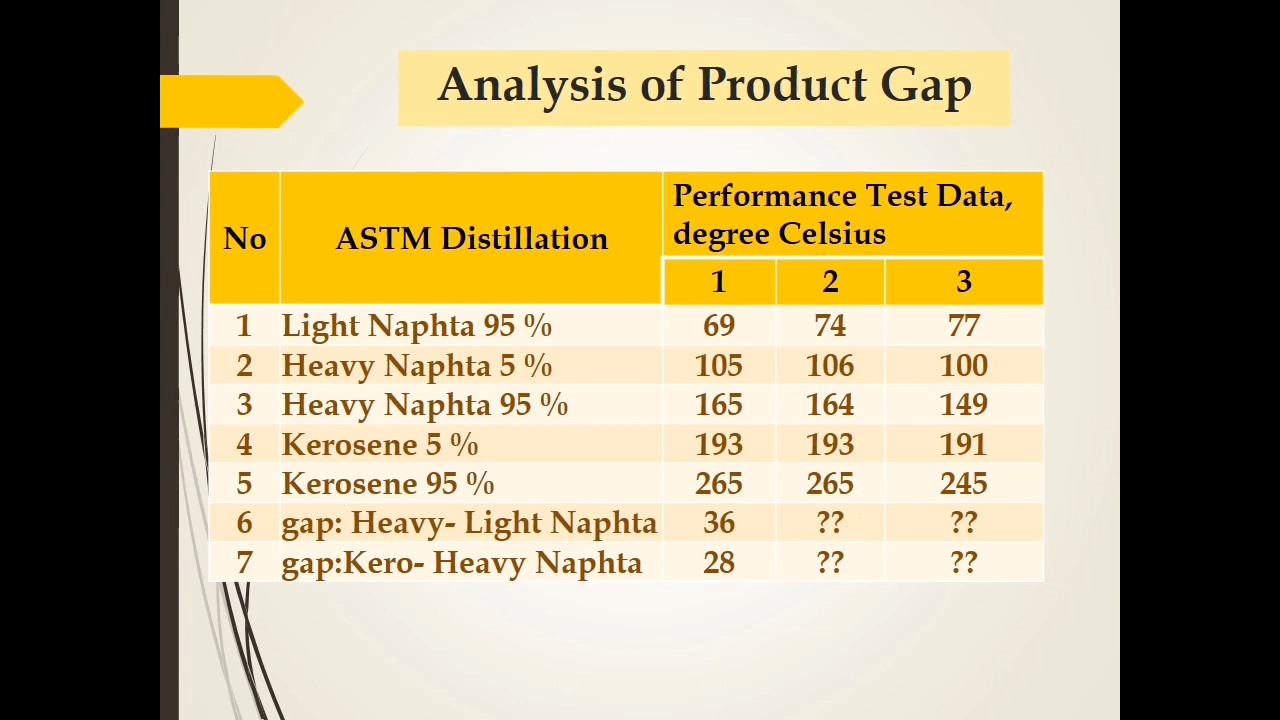 Analysis of Product Gap
No ASTM Distillation Performance Test Data,
degree Celsius
1 2 3
1 Light Naphta 95 % 69 74 77
2 Heavy Naphta 5 % 105 106 100
3 Heavy Naphta 95 % 165 164 149
4 Kerosene 5 % 193 193 191
5 Kerosene 95 % 265 265 245
6 gap: Heavy- Light Naphta 36 ?? ??
7 gap:Kero- Heavy Naphta 28 ?? ??